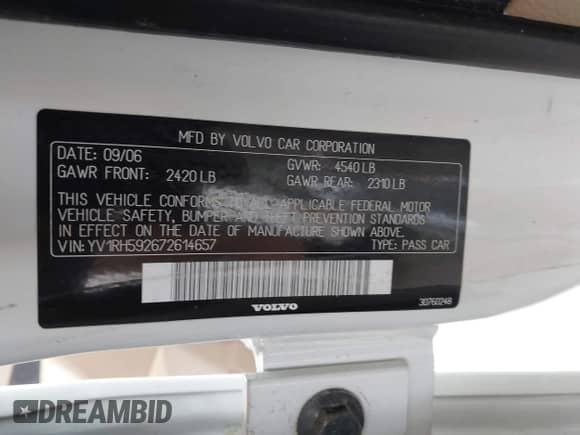 MFD BY VOLVO CAR CORPORATION
DATE: 09/06 GVWR: 4540 LB
GAWR FRONT: 2420 LB GAWR REAR: 2310 LB
THIS VEHICLE CONFORMS TO ALL APPLICABLE FEDERAL MOTOR
VEHICLE SAFETY, BUMPER AND THEFT PREVENTION STANDARDS
IN EFFECT ON THE DATE OF MANUFACTURE SHOWN ABOVE.
VIN: YV1RH592672614657 TYPE: PASS CAR
VOLVO 30760248
DREAMBID